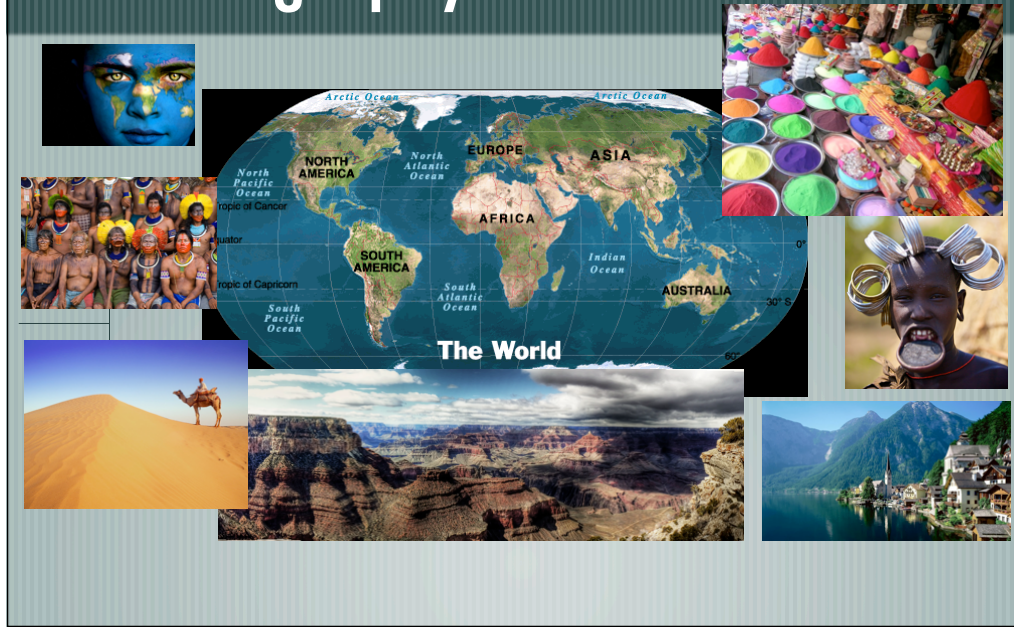 Arctic Ocean
Arctic Ocean
EUROPE
ASIA
NORTH
AMERICA
North
Atlantic
Ocean
North
Pacific
Ocean
ropic of Cancer
AFRICA
quator
0°
SOUTH
AMERICA
Indian
Ocean
ropic of Capricorn
South
Atlantic
Ocean
AUSTRALIA
30° S
South
Pacific
Ocean
The World
60°